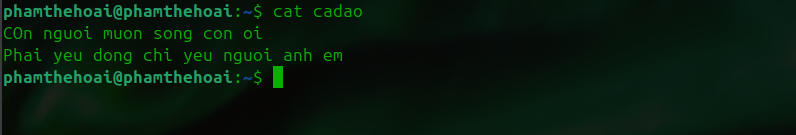 phamthehoai@phamthehoai:~$ cat cadao
COn nguoi muon song con oi
Phai yeu dong chi yeu nguoi anh em
phamthehoai@phamthehoai:~$